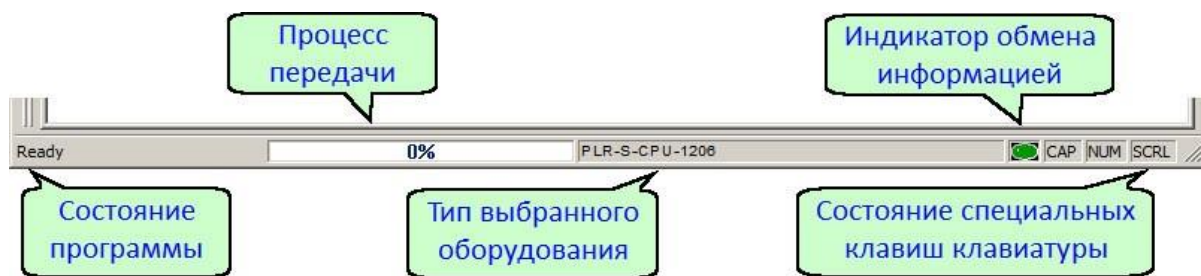 Процесс
передачи
Индикатор обмена
информацией
Ready
0%
PLR-S-CPU-1206
CAP NUM SCRL
Состояние
программы
Тип выбранного
оборудования
Состояние специальных
клавиш клавиатуры